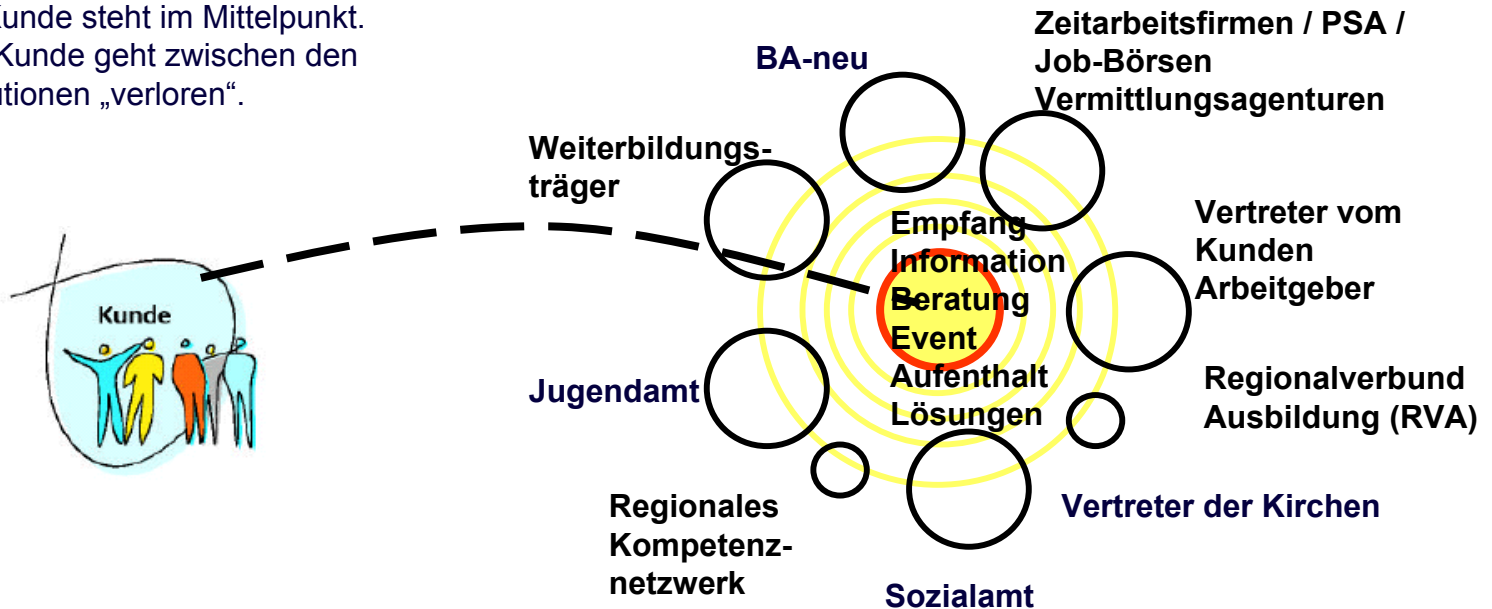 Kunde steht im Mittelpunkt.
Kunde geht zwischen den
utionen „verloren“.
Kunde
BA-neu
Zeitarbeitsfirmen / PSA /
Job-Börsen
Vermittlungsagenturen
Weiterbildungs-
träger
Vertreter vom
Kunden
Arbeitgeber
Empfang
Information
Beratung
Event
Aufenthalt
Lösungen
Jugendamt
Regionalverbund
Ausbildung (RVA)
Regionales
Kompetenz-
netzwerk
Vertreter der Kirchen
Sozialamt